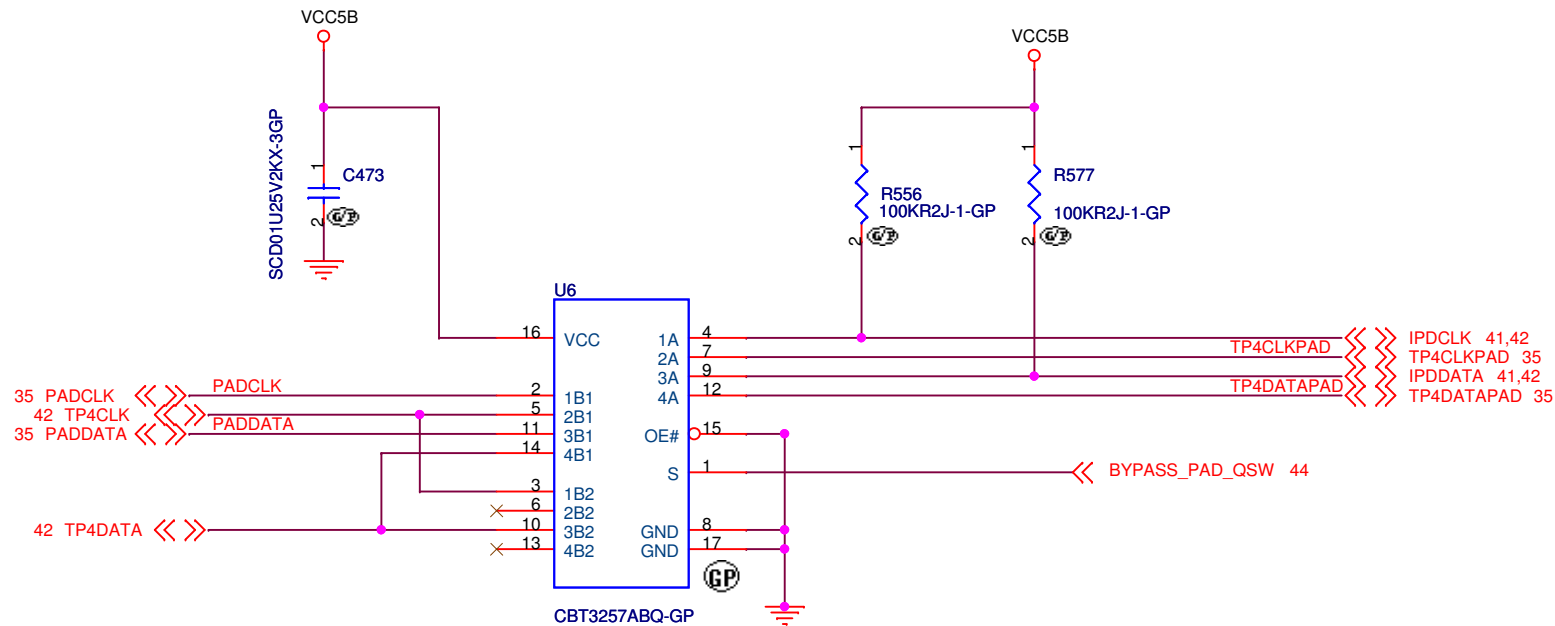 VCC5B
VCC5B
SCD01U25V2KX-3GP
1
C473
2
G/P
1
R556
100KR2J-1-GP
2
G/P
1
R577
100KR2J-1-GP
2
G/P
U6
16 VCC
1A 4
IPDCLK 41,42
2A 7
TP4CLKPAD
TP4CLKPAD 35
3A 9
IPDDATA 41,42
4A 12
TP4DATAPAD
TP4DATAPAD 35
35 PADCLK
PADCLK
2 1B1
42 TP4CLK
5 2B1
35 PADDATA
PADDATA
11 3B1
14 4B1
OE# 15
S 1
BYPASS_PAD_QSW 44
3 1B2
6 2B2
42 TP4DATA
10 3B2
13 4B2
GND 8
GND 17
GP
CBT3257ABQ-GP